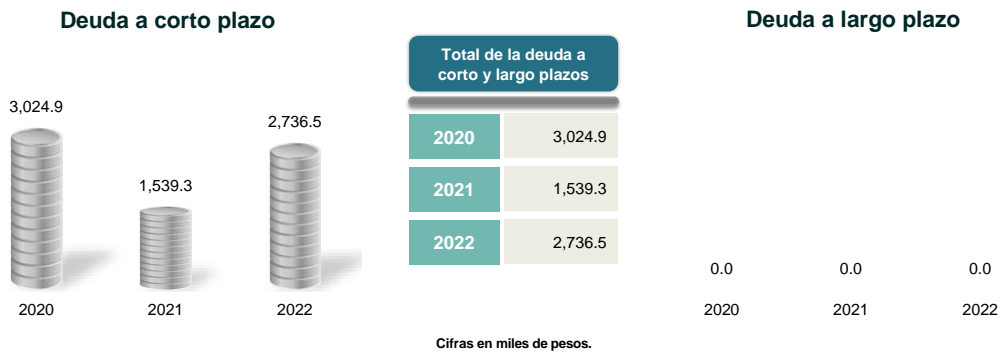 Deuda a corto plazo
3,024.9
1,539.3
2,736.5
2020
2021
2022
Total de la deuda a
corto y largo plazos
2020 3,024.9
2021 1,539.3
2022 2,736.5
Deuda a largo plazo
0.0 0.0 0.0
2020 2021 2022
Cifras en miles de pesos.